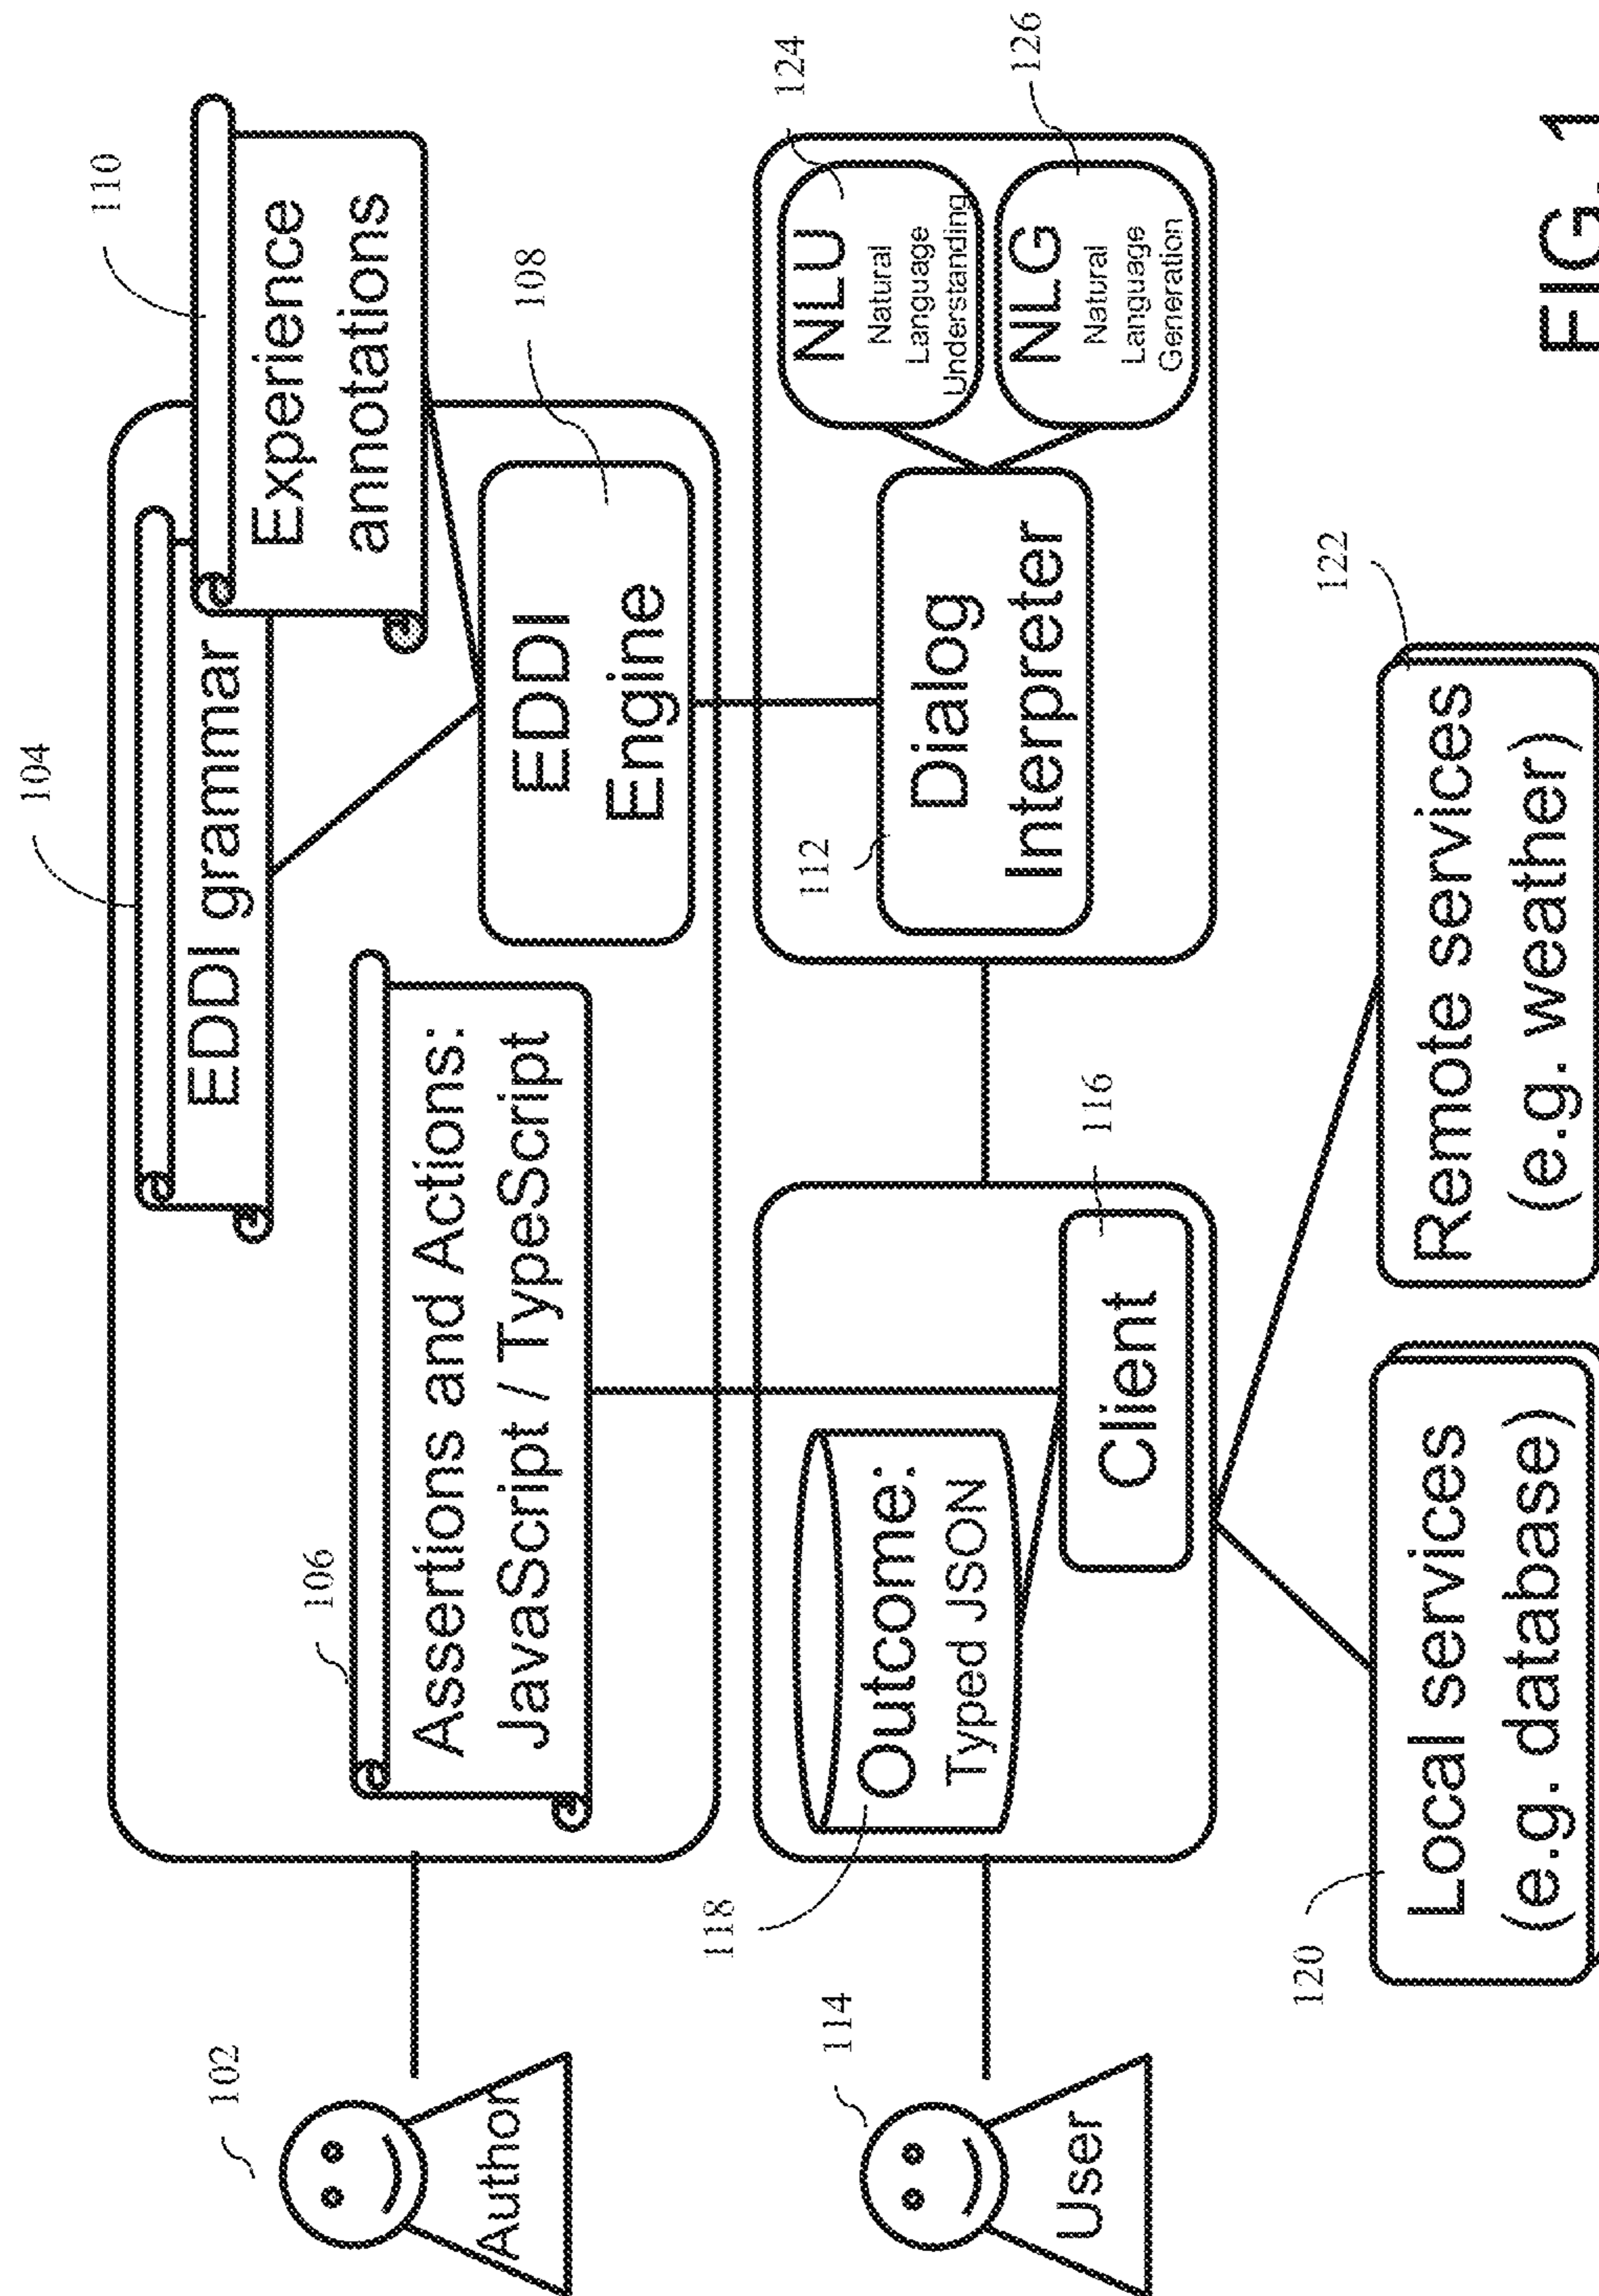 104
110
EDDI grammar
Experience
annotations
102
106
Assertions and Actions:
JavaScript / TypeScript
108
EDDI
Engine
Author
118
124
114
112
NLU
Natural
Language
Understanding
Outcome:
Typed JSON
Dialog
Interpreter
116
Client
NLG
Natural
Language
Generation
126
User
120
122
Local services
(e.g. database)
Remote services
(e.g. weather)
FIG. 1